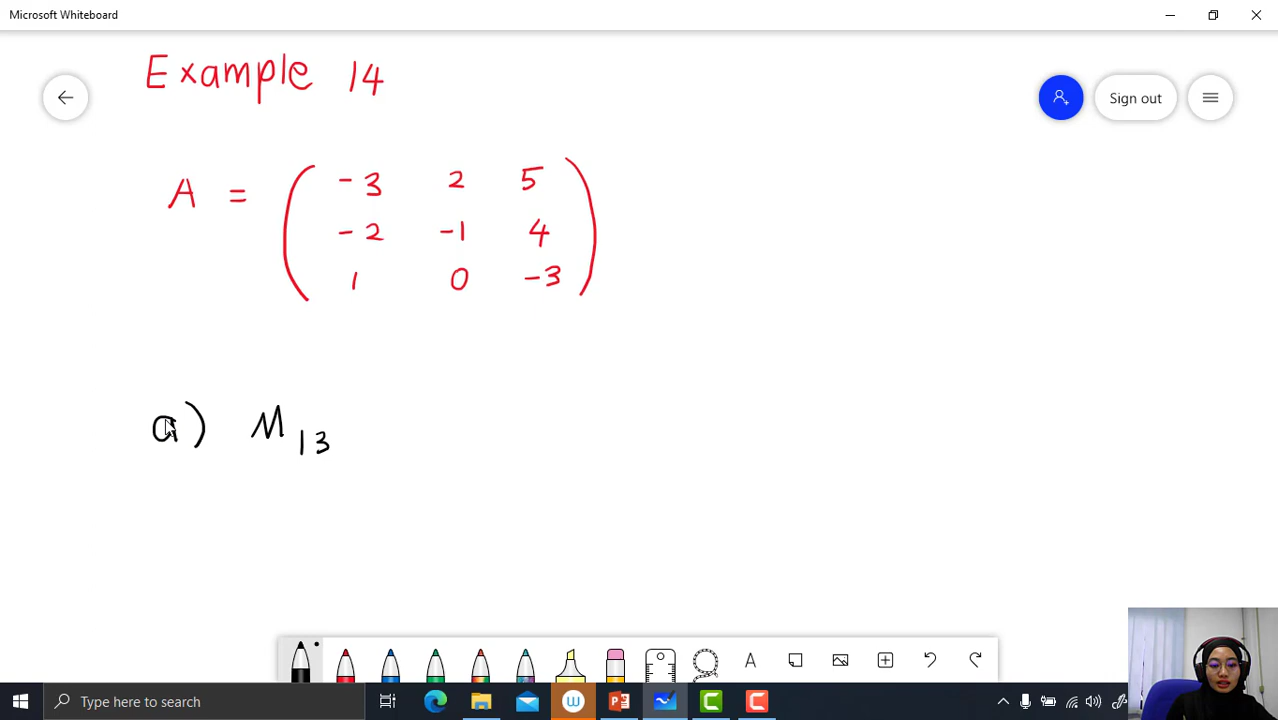 Microsoft Whiteboard
Example 14
Sign out
A = ( -3 2 5
-2 -1 4
1 0 -3 )
a) M13
A
W
Type here to search